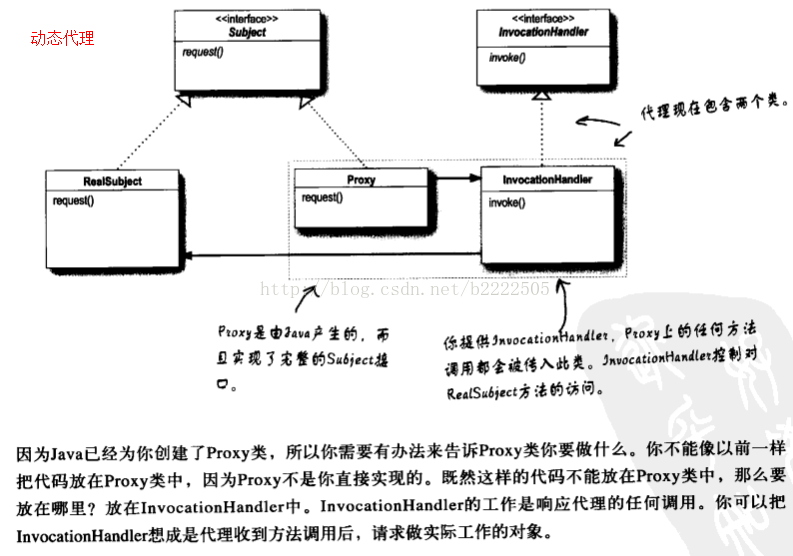 动态代理
<<interface>>
Subject
request()
<<interface>>
InvocationHandler
invoke()
代理现在包含两个类。
RealSubject
request()
Proxy
request()
InvocationHandler
invoke()
http://blog.csdn.net/b2222505
Proxy是由Java产生的，而
且实现了完整的Subject接
口。
你提供InvocationHandler，Proxy上的任何方法
调用都会被传入此类。InvocationHandler控制对
RealSubject方法的访问。
因为Java已经为你创建了Proxy类，所以你需要有办法来告诉Proxy类你要做什么。你不能像以前一样
把代码放在Proxy类中，因为Proxy不是你直接实现的。既然这样的代码不能放在Proxy类中，那么要
放在哪里？放在InvocationHandler中。InvocationHandler的工作是响应代理的任何调用。你可以把
InvocationHandler想成是代理收到方法调用后，请求做实际工作的对象。